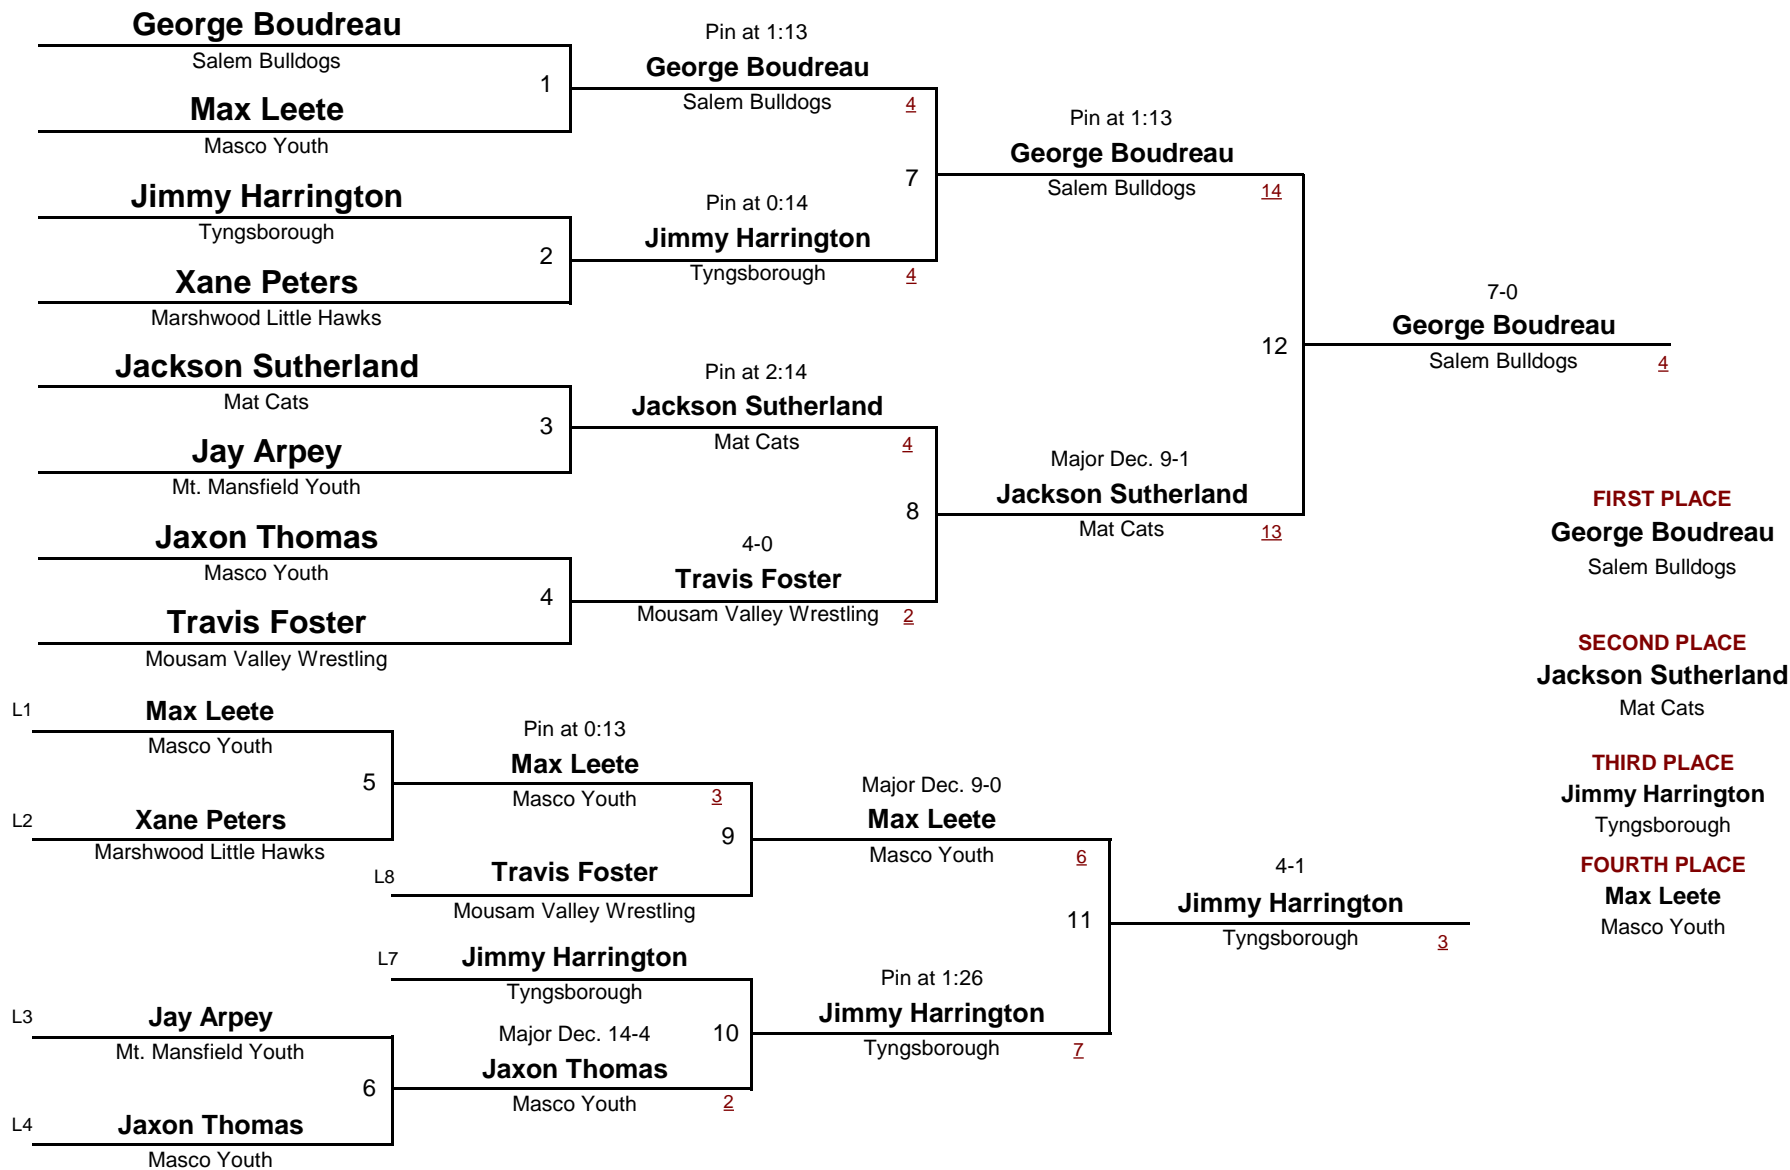 George Boudreau
Salem Bulldogs
1
Max Leete
Masco Youth
Jimmy Harrington
Tyngsborough
2
Xane Peters
Marshwood Little Hawks
Jackson Sutherland
Mat Cats
3
Jay Arpey
Mt. Mansfield Youth
Jaxon Thomas
Masco Youth
4
Travis Foster
Mousam Valley Wrestling
Pin at 1:13
George Boudreau
Salem Bulldogs 4
7
Pin at 0:14
Jimmy Harrington
Tyngsborough 4
Pin at 2:14
Jackson Sutherland
Mat Cats 4
8
4-0
Travis Foster
Mousam Valley Wrestling 2
Pin at 1:13
George Boudreau
Salem Bulldogs 14
12
Major Dec. 9-1
Jackson Sutherland
Mat Cats 13
7-0
George Boudreau
Salem Bulldogs 4
FIRST PLACE
George Boudreau
Salem Bulldogs
SECOND PLACE
Jackson Sutherland
Mat Cats
THIRD PLACE
Jimmy Harrington
Tyngsborough
FOURTH PLACE
Max Leete
Masco Youth
L1 Max Leete
Masco Youth
5
L2 Xane Peters
Marshwood Little Hawks
Pin at 0:13
Max Leete
Masco Youth 3
9
L8 Travis Foster
Mousam Valley Wrestling
L7 Jimmy Harrington
Tyngsborough
10
L3 Jay Arpey
Mt. Mansfield Youth
6
L4 Jaxon Thomas
Masco Youth
Major Dec. 14-4
Jaxon Thomas
Masco Youth 2
Major Dec. 9-0
Max Leete
Masco Youth 6
11
Pin at 1:26
Jimmy Harrington
Tyngsborough 7
4-1
Jimmy Harrington
Tyngsborough 3